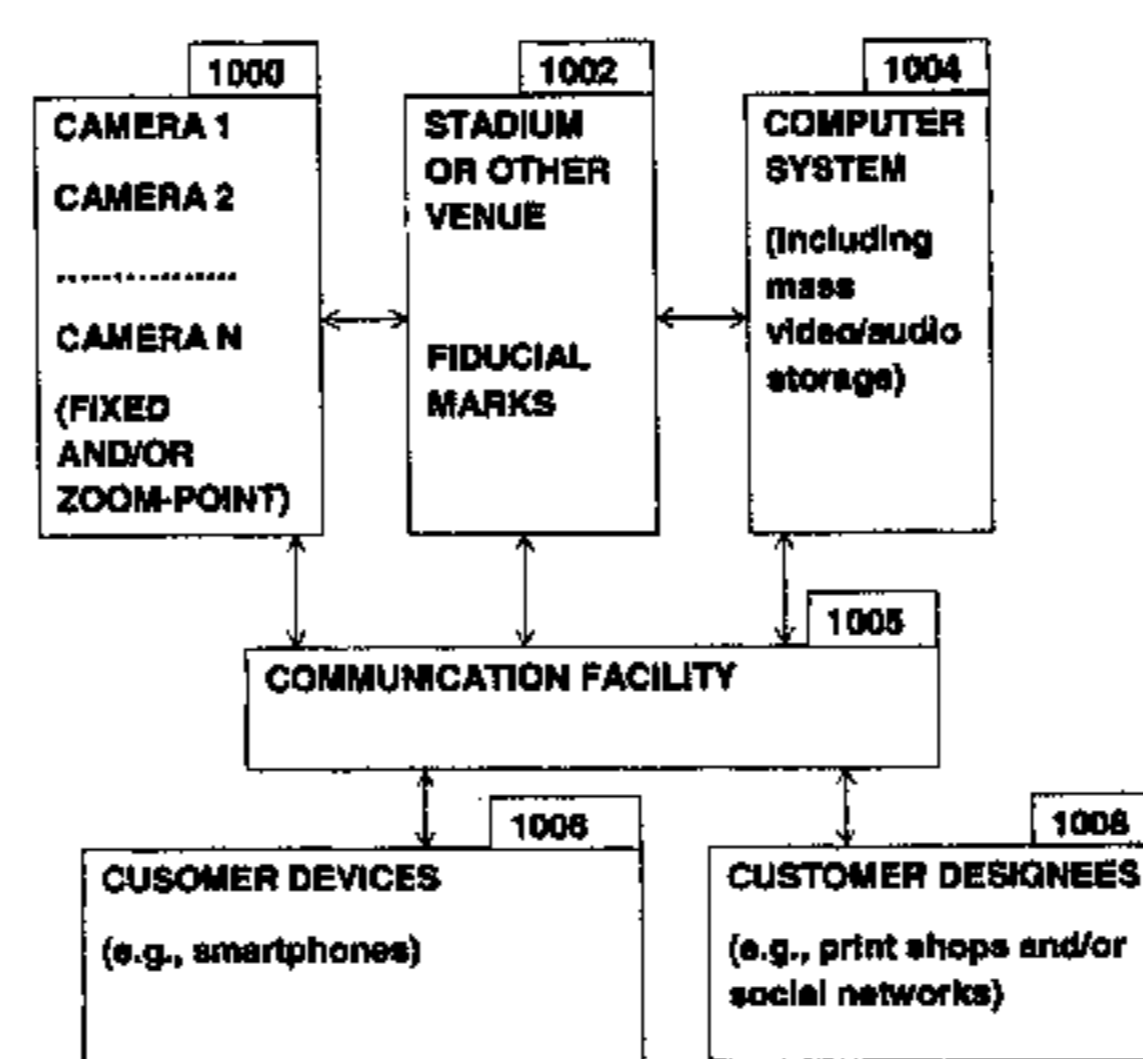 1000
CAMERA 1
CAMERA 2
..................
CAMERA N
(FIXED
AND/OR
ZOOM-POINT)
1002
STADIUM
OR OTHER
VENUE
FIDUCIAL
MARKS
1004
COMPUTER
SYSTEM
(including
mass
video/audio
storage)
1005
COMMUNICATION FACILITY
1006
CUSOMER DEVICES
(e.g., smartphones)
1008
CUSTOMER DESIGNEES
(e.g., print shops and/or
social networks)